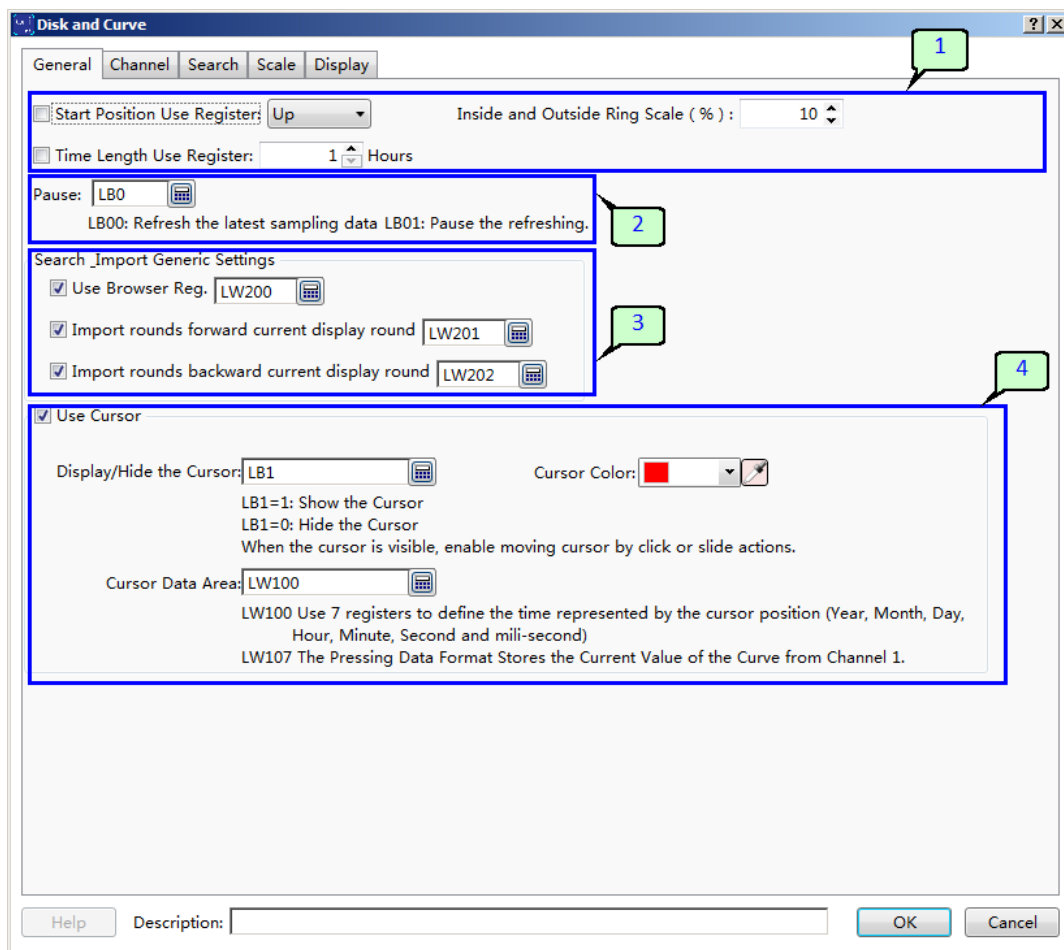 Disk and Curve
1
General Channel Search Scale Display
Start Position Use Register: Up Inside and Outside Ring Scale ( % ) : 10
Time Length Use Register: 1 Hours
Pause: LB0
LB00: Refresh the latest sampling data LB01: Pause the refreshing.
2
Search _Import Generic Settings
Use Browser Reg. LW200
Import rounds forward current display round LW201
3
Import rounds backward current display round LW202
4
Use Cursor
Display/Hide the Cursor: LB1 Cursor Color:
LB1=1: Show the Cursor
LB1=0: Hide the Cursor
When the cursor is visible, enable moving cursor by click or slide actions.
Cursor Data Area: LW100
LW100 Use 7 registers to define the time represented by the cursor position (Year, Month, Day,
Hour, Minute, Second and mili-second)
LW107 The Pressing Data Format Stores the Current Value of the Curve from Channel 1.
Help Description: OK Cancel